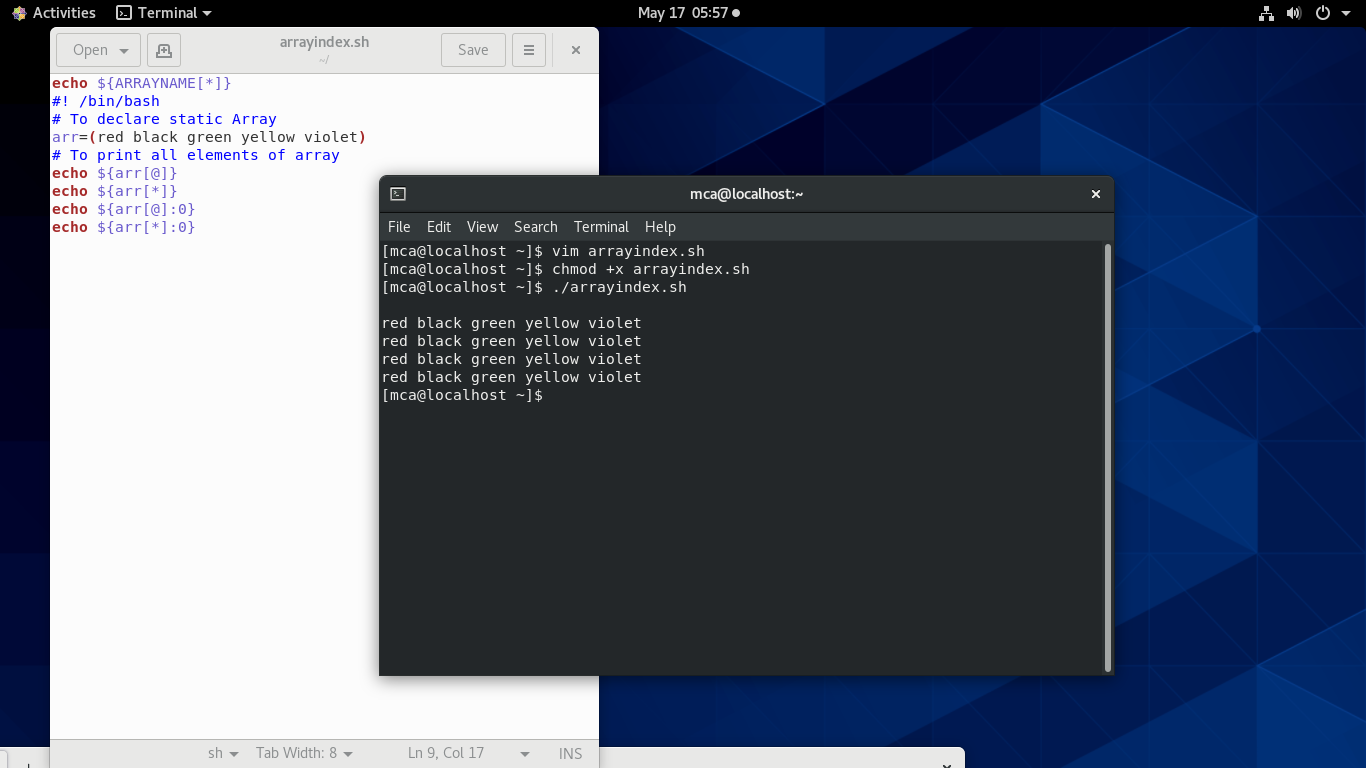 Activities Terminal May 17 05:57
Open arrayindex.sh Save
~/
echo ${ARRAYNAME[*]}
#! /bin/bash
# To declare static Array
arr=(red black green yellow violet)
# To print all elements of array
echo ${arr[@]}
echo ${arr[*]}
echo ${arr[@]:0}
echo ${arr[*]:0}
sh Tab Width: 8 Ln 9, Col 17 INS
mca@localhost:~
File Edit View Search Terminal Help
[mca@localhost ~]$ vim arrayindex.sh
[mca@localhost ~]$ chmod +x arrayindex.sh
[mca@localhost ~]$ ./arrayindex.sh
red black green yellow violet
red black green yellow violet
red black green yellow violet
red black green yellow violet
[mca@localhost ~]$